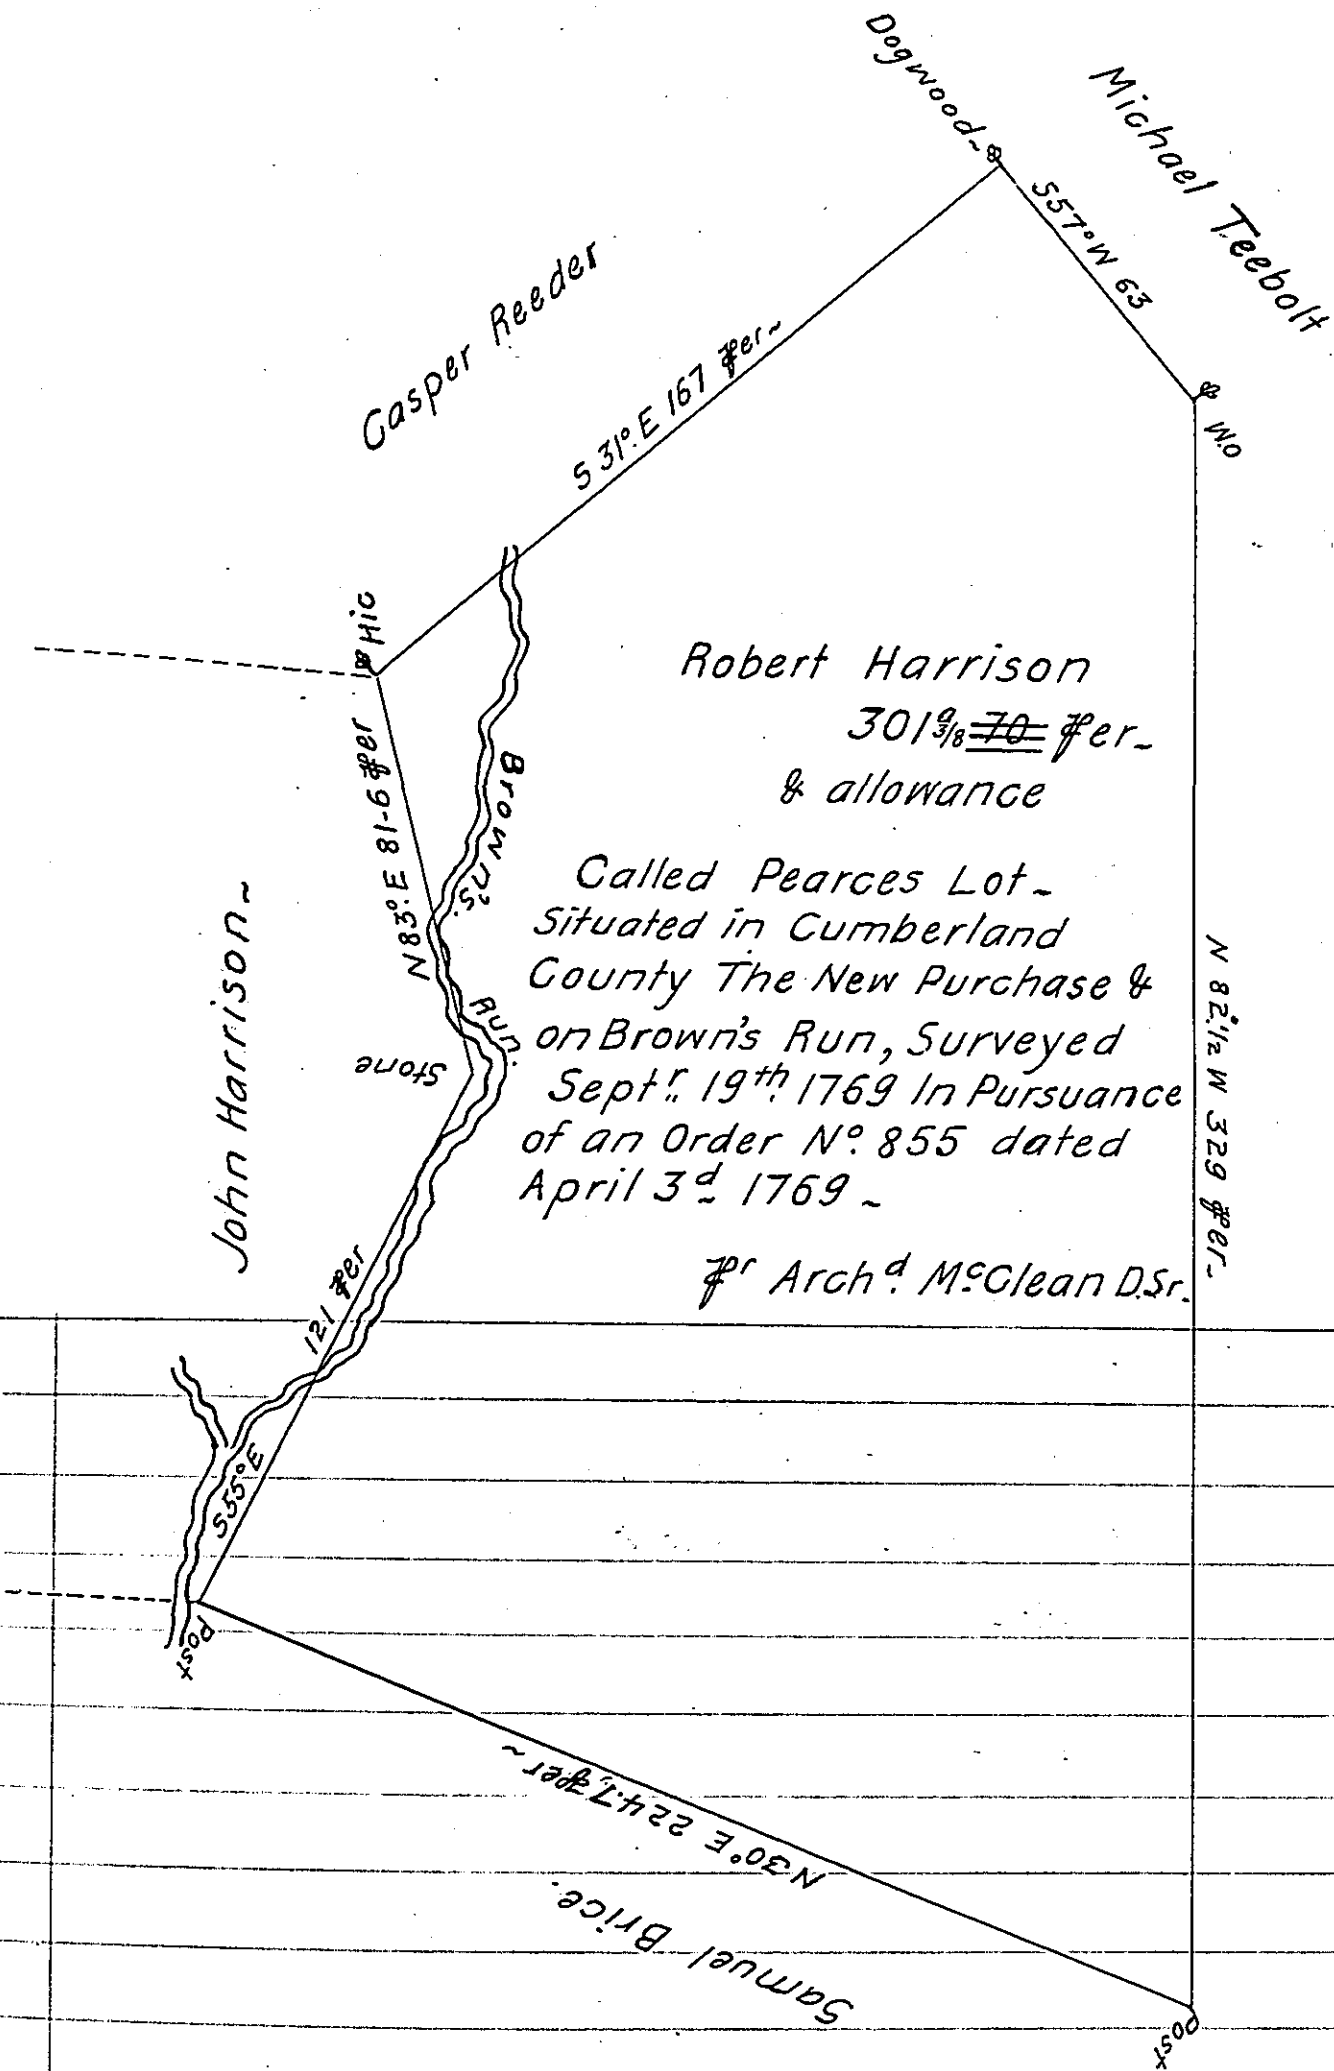 Dogwood~
Michael Teebolt
S57°W 63
W.O
Casper Reeder
S 31°. E 167 per~
Hic
N83°. E 81-6 per
Brown's.
Run.
Stone
John Harrison~
Robert Harrison
301 a 3/8 70 per~
& allowance
Called Pearces Lot~
Situated in Cumberland
County The New Purchase &
on Brown's Run, Surveyed
Septr. 19th. 1769 In Pursuance
of an Order No. 855 dated
April 3d 1769~
pr Archd. McClean D.Sr.
N 82°.1/2 W 329 per~
121 per
S55°E
Post
N30°E 224.7, per~
Samuel Brice.
Post